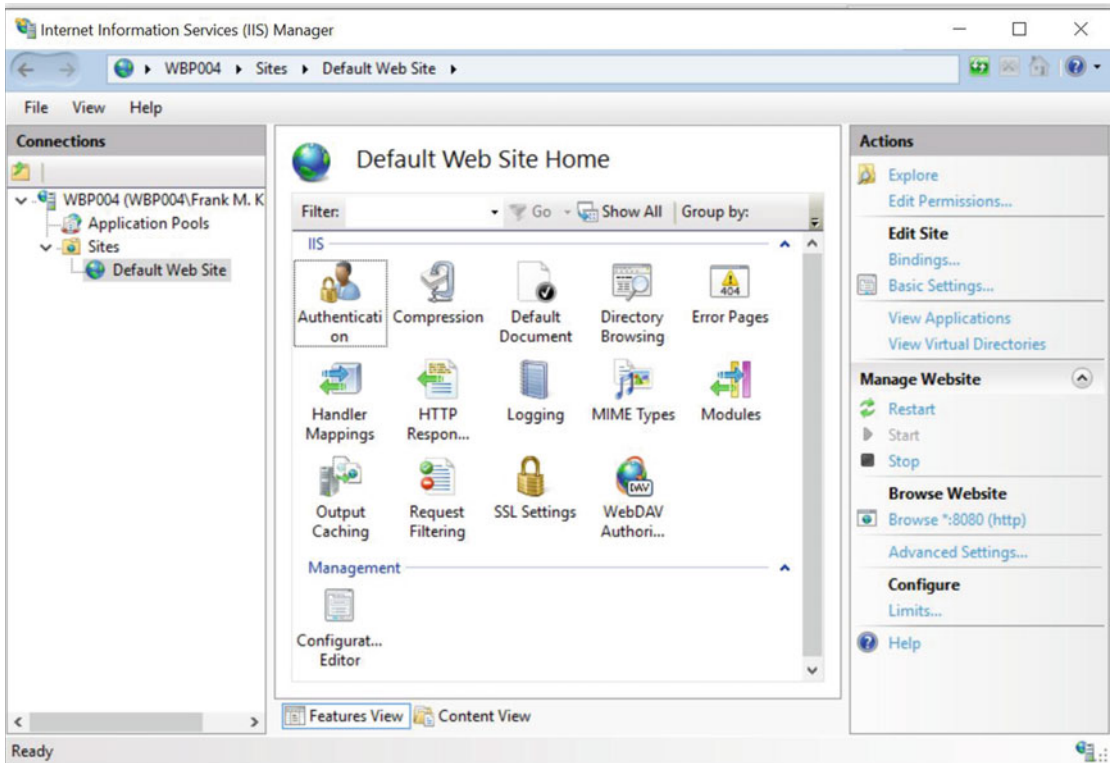 Internet Information Services (IIS) Manager
WBP004 Sites Default Web Site
File View Help
Connections
WBP004 (WBP004\Frank M. K
Application Pools
Sites
Default Web Site
Default Web Site Home
Filter: Go Show All Group by:
IIS
Authenticati
on
Compression
Default
Document
Directory
Browsing
404
Error Pages
Handler
Mappings
HTTP
Respon...
Logging
MIME Types
Modules
Output
Caching
Request
Filtering
SSL Settings
DAV
WebDAV
Authori...
Management
Configurat...
Editor
Features View Content View
Actions
Explore
Edit Permissions...
Edit Site
Bindings...
Basic Settings...
View Applications
View Virtual Directories
Manage Website
Restart
Start
Stop
Browse Website
Browse *:8080 (http)
Advanced Settings...
Configure
Limits...
Help
Ready